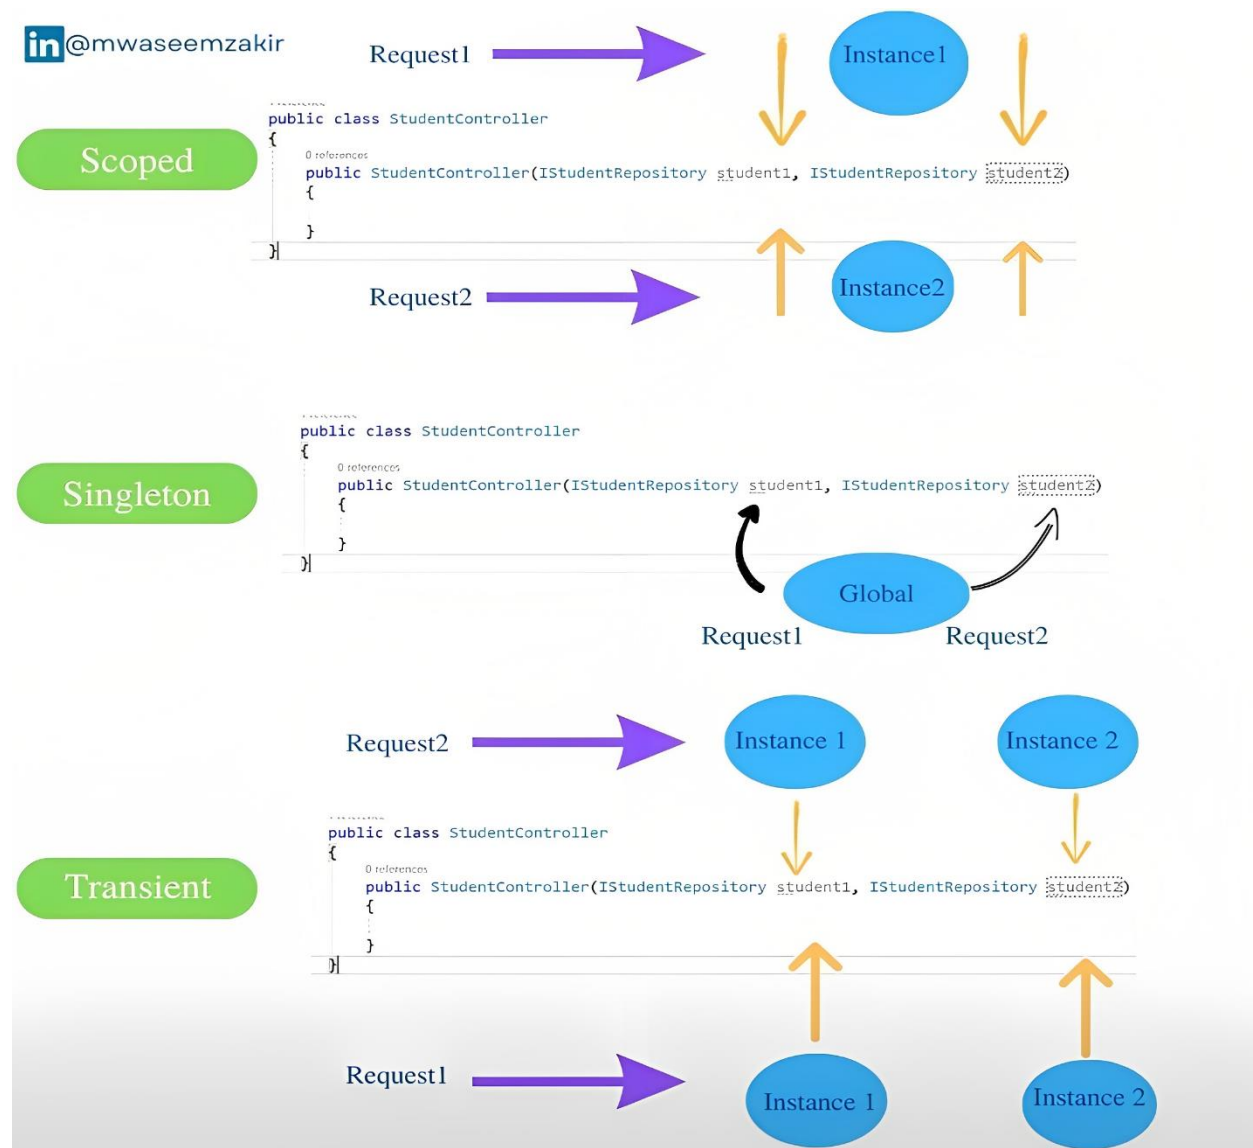 in@mwaseemzakir
Request1
Instance1
public class StudentController
{
Scoped
0 references
public StudentController(IStudentRepository student1, IStudentRepository student2)
{
}
}
Request2
Instance2
public class StudentController
{
Singleton
0 references
public StudentController(IStudentRepository student1, IStudentRepository student2)
{
}
}
Global
Request1
Request2
Request2
Instance 1
Instance 2
public class StudentController
{
Transient
0 references
public StudentController(IStudentRepository student1, IStudentRepository student2)
{
}
}
Request1
Instance 1
Instance 2